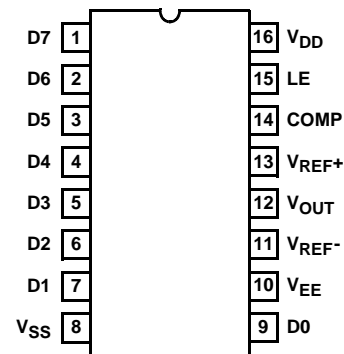 D7 1 16 VDD
D6 2 15 LE
D5 3 14 COMP
D4 4 13 VREF+
D3 5 12 VOUT
D2 6 11 VREF-
D1 7 10 VEE
VSS 8 9 D0